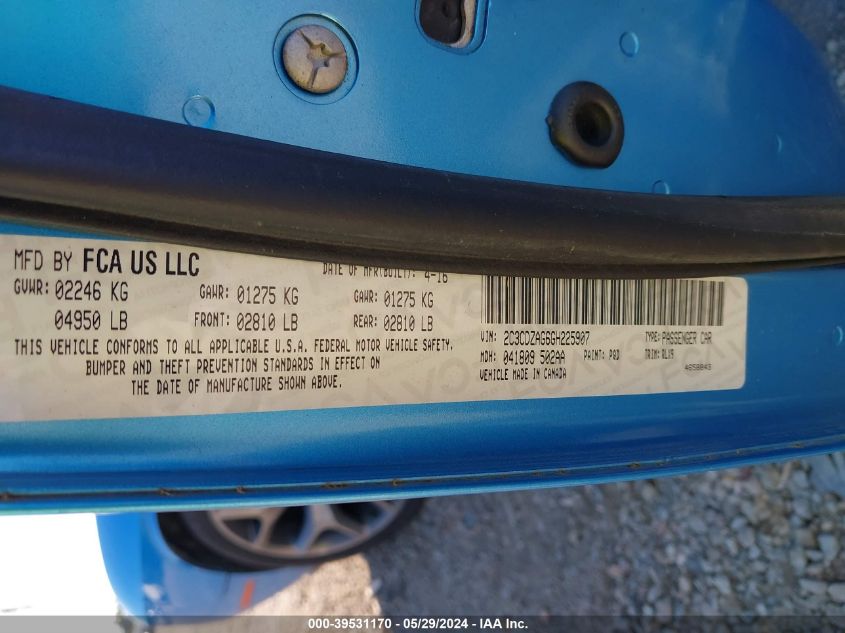 MFD BY FCA US LLC
DATE OF MFR(BUILT): 4-16
GVWR: 02246 KG
GAWR: 01275 KG
GAWR: 01275 KG
04950 LB
FRONT: 02810 LB
REAR: 02810 LB
THIS VEHICLE CONFORMS TO ALL APPLICABLE U.S.A. FEDERAL MOTOR VEHICLE SAFETY,
BUMPER AND THEFT PREVENTION STANDARDS IN EFFECT ON
THE DATE OF MANUFACTURE SHOWN ABOVE.
VIN: 2C3CDZAG6GH225907
TYPE: PASSENGER CAR
MDH: 041809 502AA
PAINT: PQD
TRIM: DLX9
VEHICLE MADE IN CANADA
000-39531170 - 05/29/2024 - IAA Inc.